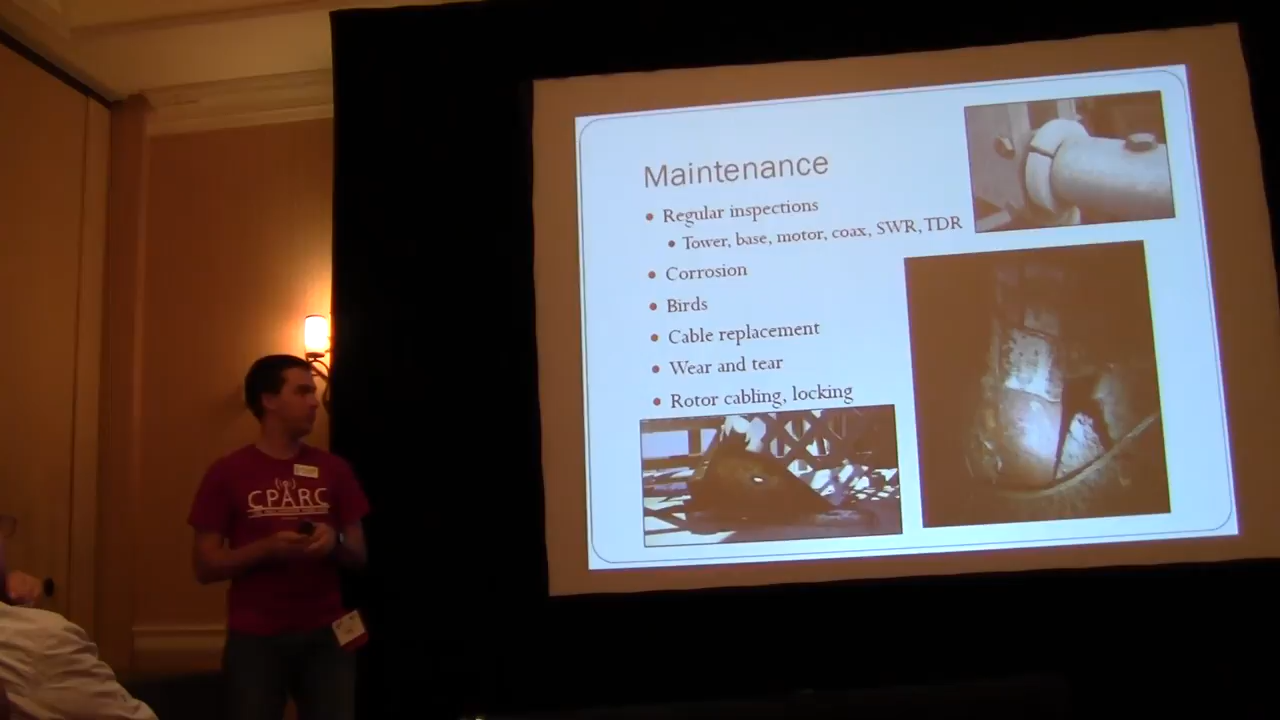 Maintenance
• Regular inspections
• Tower, base, motor, coax, SWR, TDR
• Corrosion
• Birds
• Cable replacement
• Wear and tear
• Rotor cabling, locking
CPARC